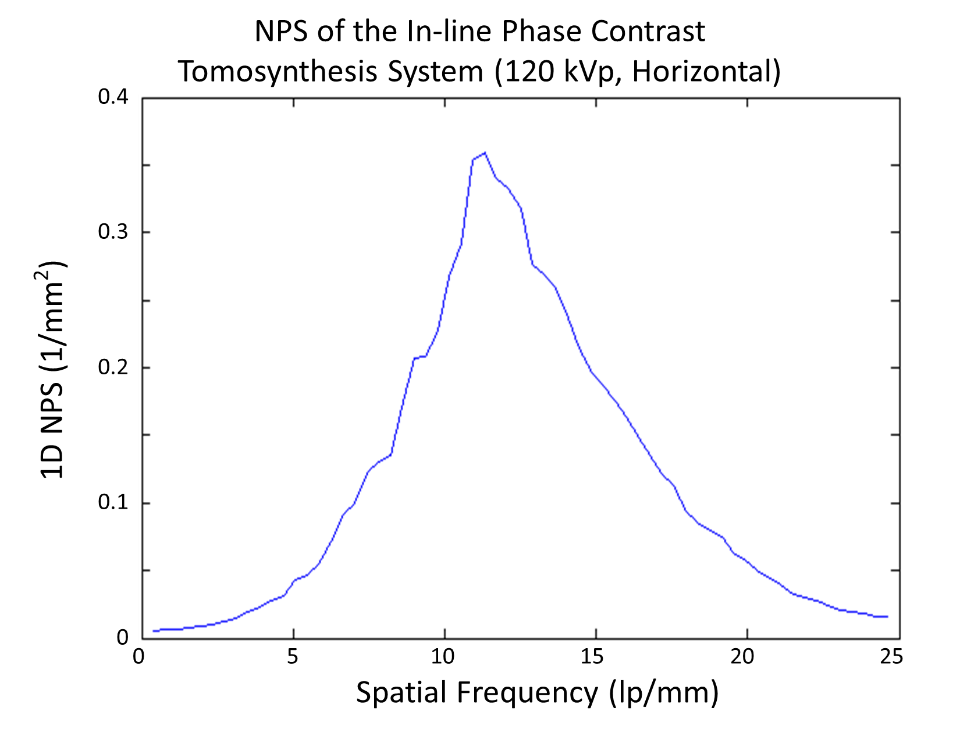 NPS of the In-line Phase Contrast
Tomosynthesis System (120 kVp, Horizontal)
0.4
0.3
0.2
0.1
0
1D NPS (1/mm²)
0 5 10 15 20 25
Spatial Frequency (lp/mm)